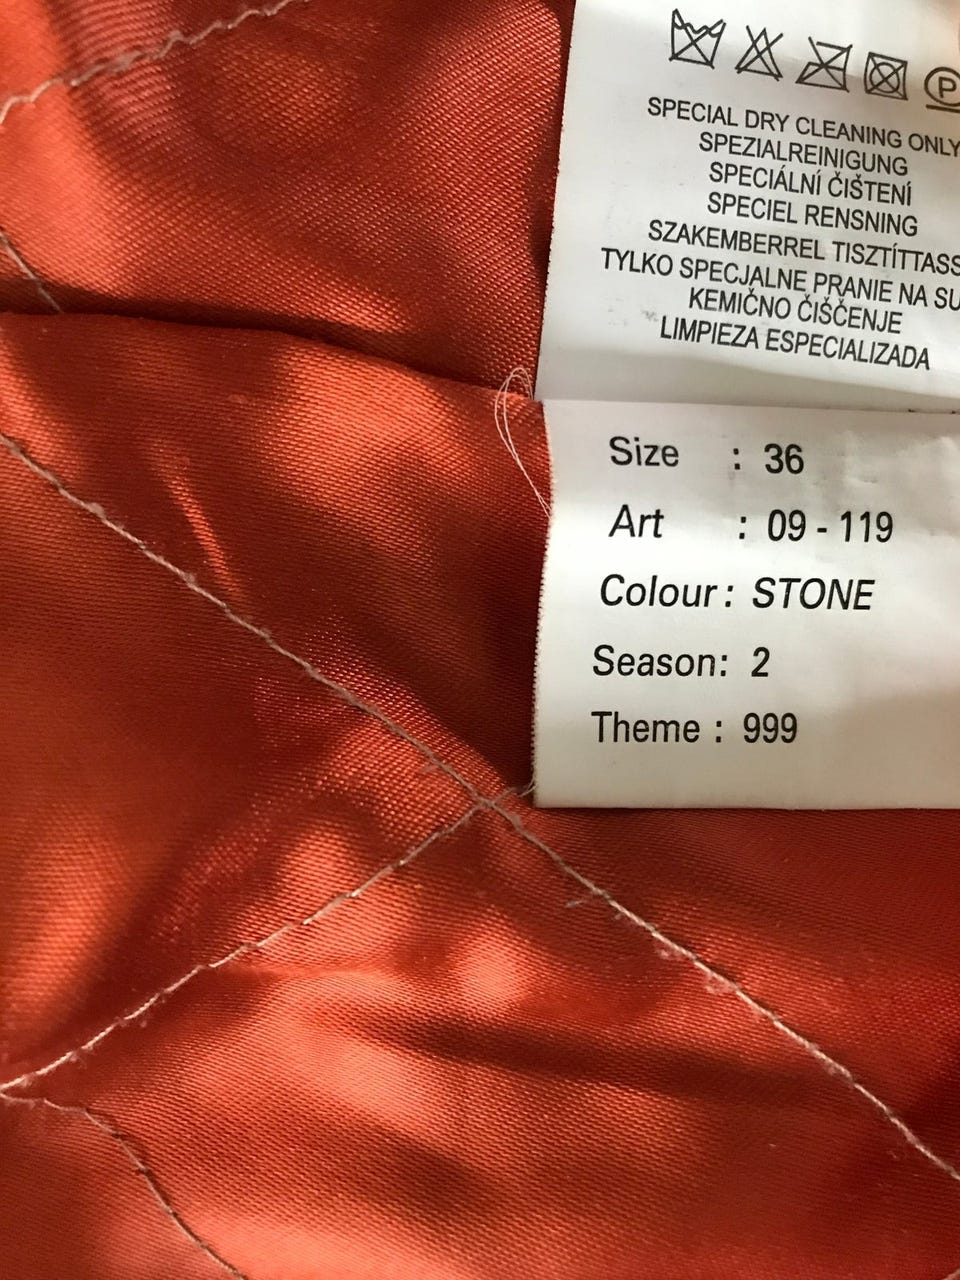 P
SPECIAL DRY CLEANING ONLY
SPEZIALREINIGUNG
SPECIÁLNÍ ČIŠTENÍ
SPECIEL RENSNING
SZAKEMBERREL TISZTÍTTASS
TYLKO SPECJALNE PRANIE NA SU
KEMIČNO ČIŠČENJE
LIMPIEZA ESPECIALIZADA
Size : 36
Art : 09 - 119
Colour : STONE
Season: 2
Theme : 999